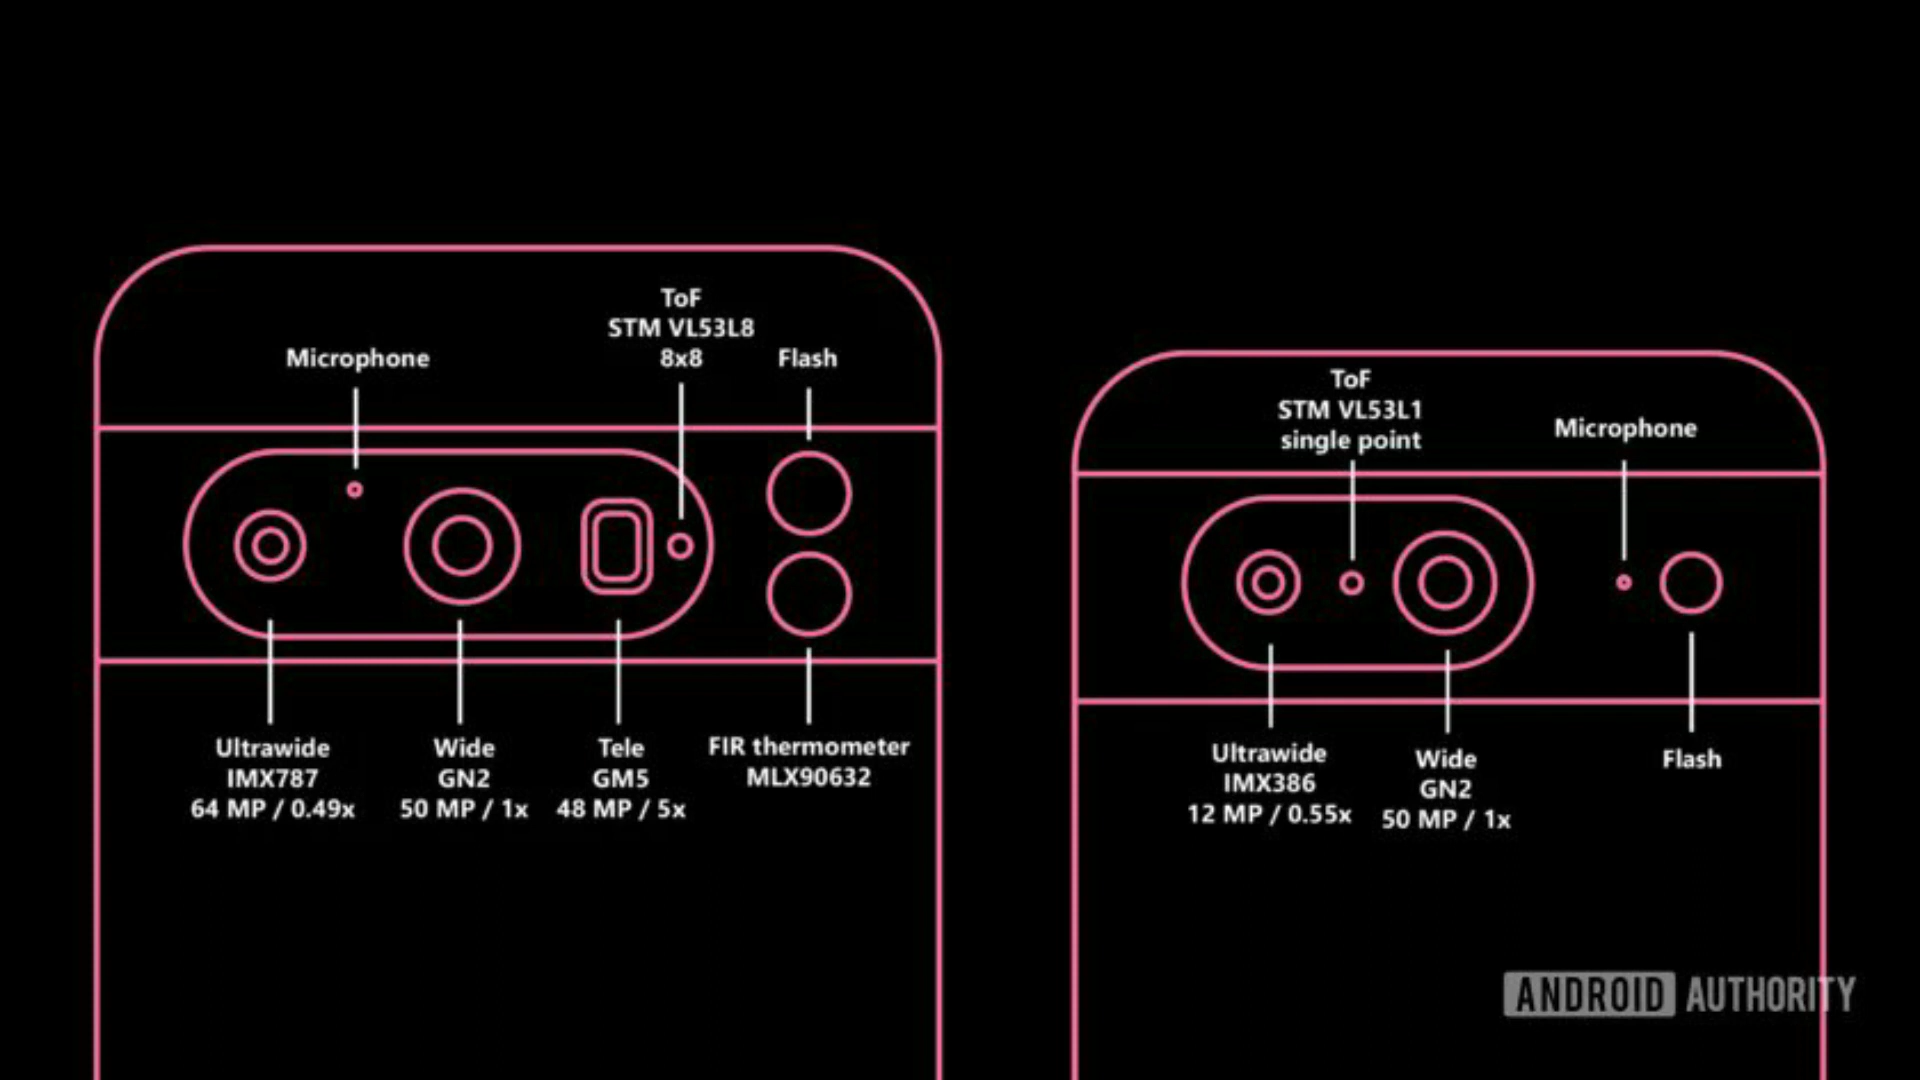 ToF
STM VL53L8
8x8
Microphone
Flash
Ultrawide
IMX787
64 MP / 0.49x
Wide
GN2
50 MP / 1x
Tele
GM5
48 MP / 5x
FIR thermometer
MLX90632
ToF
STM VL53L1
single point
Microphone
Ultrawide
IMX386
12 MP / 0.55x
Wide
GN2
50 MP / 1x
Flash
ANDROID AUTHORITY